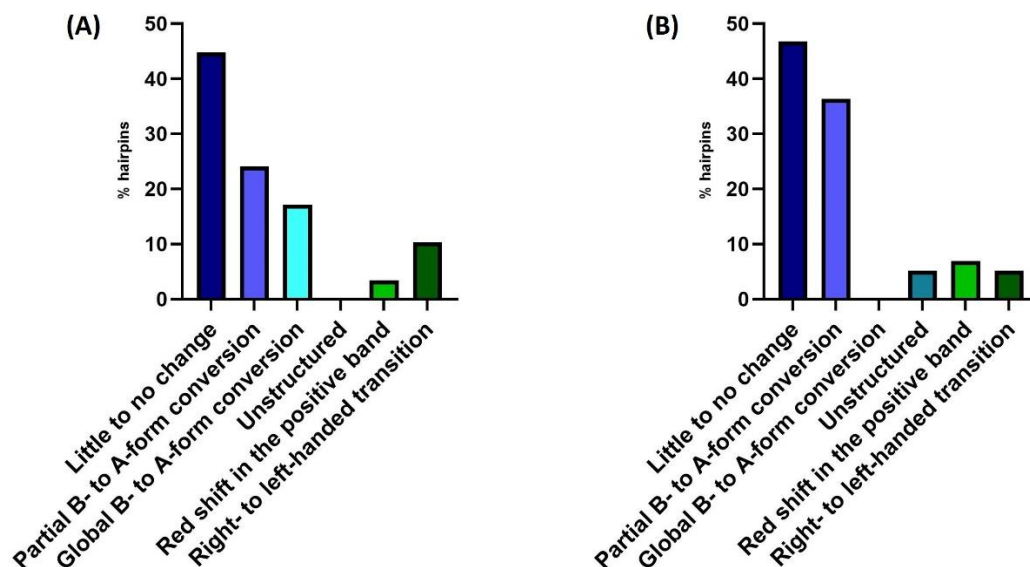 (A)
50
40
30
20
10
0
% hairpins
Little to no change
Partial B- to A-form conversion
Global B- to A-form conversion
Unstructured
Red shift in the positive band
Right- to left-handed transition
(B)
50
40
30
20
10
0
% hairpins
Little to no change
Partial B- to A-form conversion
Global B- to A-form conversion
Unstructured
Red shift in the positive band
Right- to left-handed transition